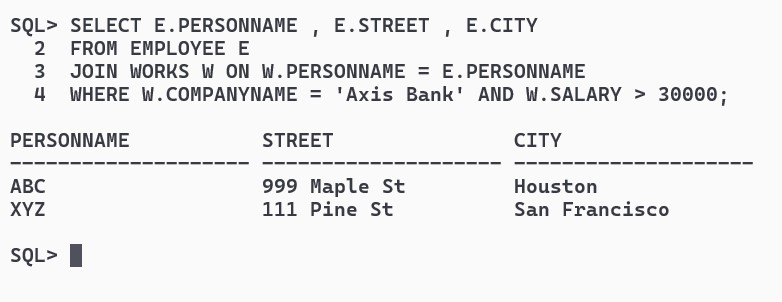 SQL> SELECT E.PERSONNAME , E.STREET , E.CITY
  2  FROM EMPLOYEE E
  3  JOIN WORKS W ON W.PERSONNAME = E.PERSONNAME
  4  WHERE W.COMPANYNAME = 'Axis Bank' AND W.SALARY > 30000;

PERSONNAME           STREET               CITY
-------------------- -------------------- --------------------
ABC                  999 Maple St         Houston
XYZ                  111 Pine St          San Francisco

SQL>